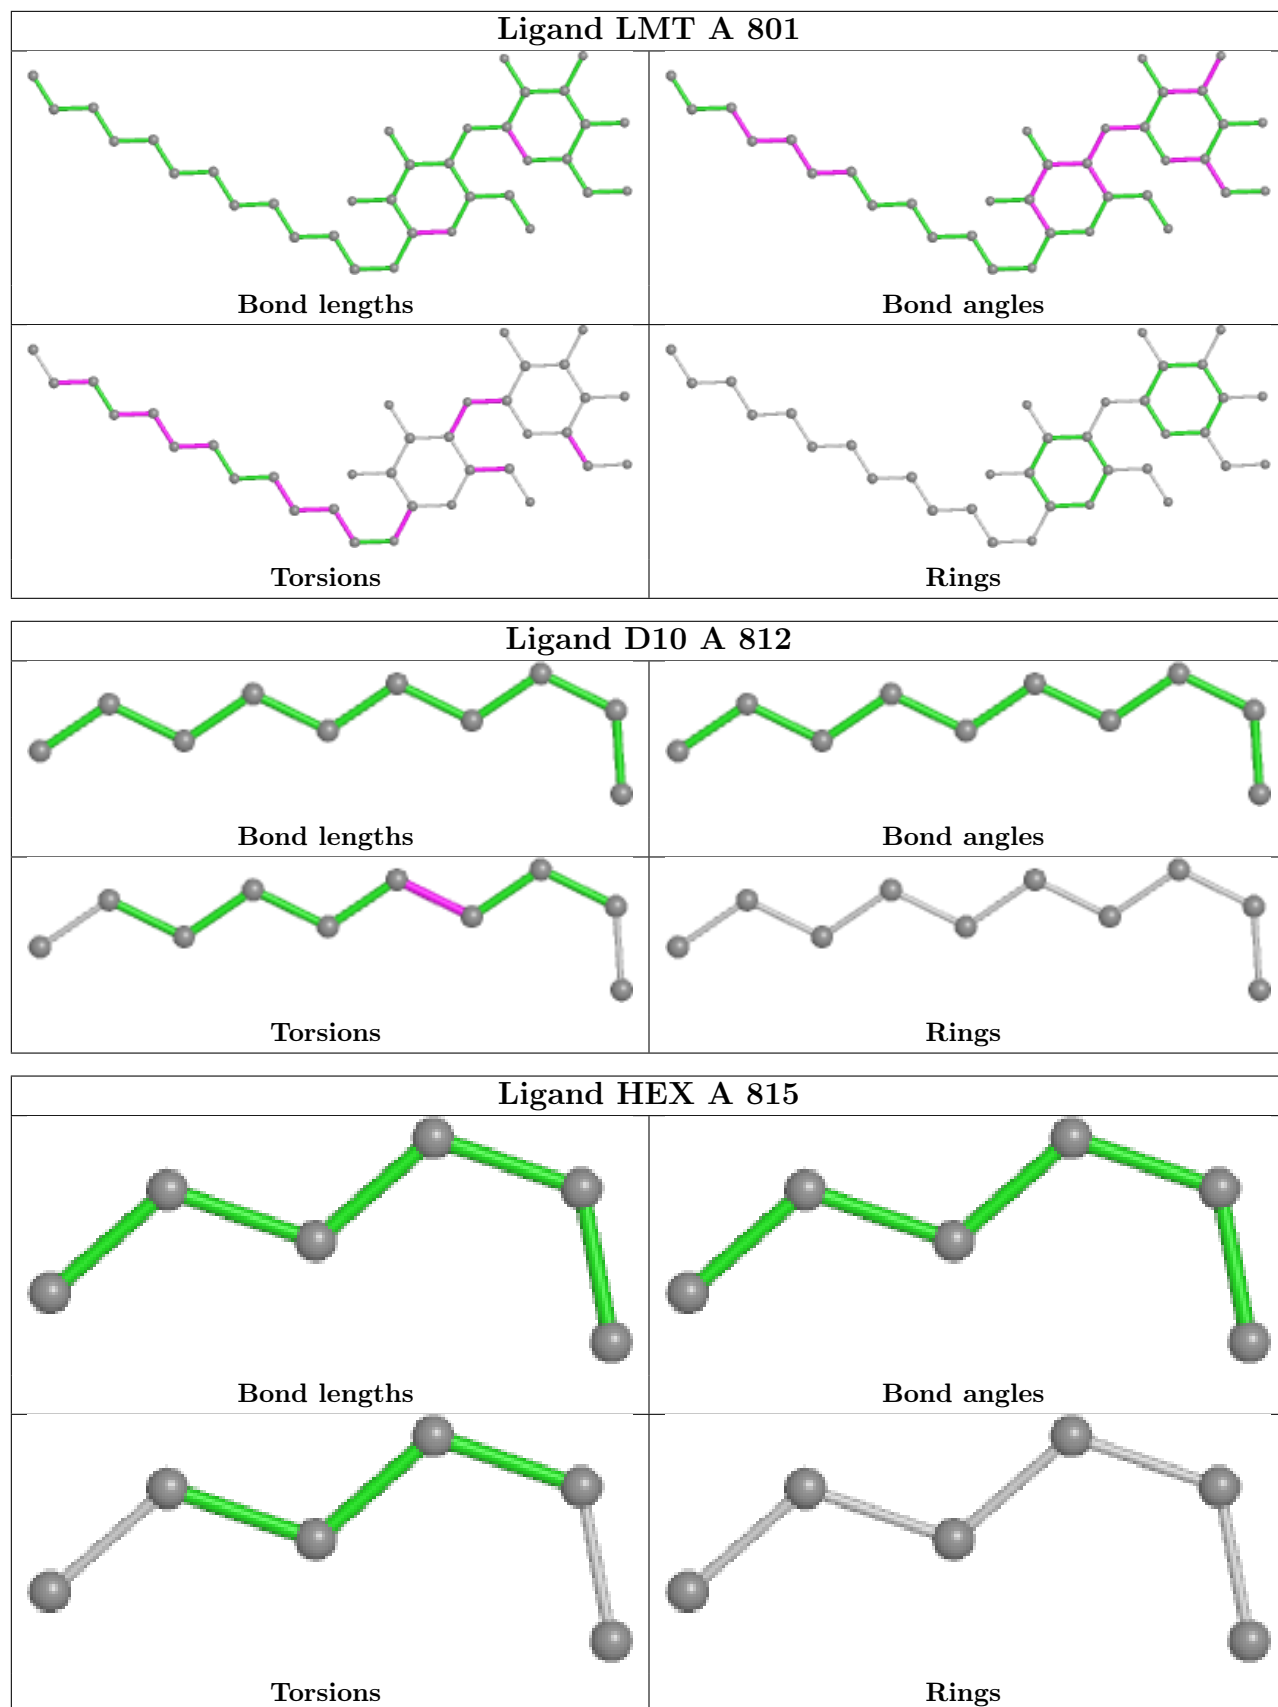 Ligand LMT A 801
Bond lengths
Bond angles
Torsions
Rings
Ligand D10 A 812
Bond lengths
Bond angles
Torsions
Rings
Ligand HEX A 815
Bond lengths
Bond angles
Torsions
Rings